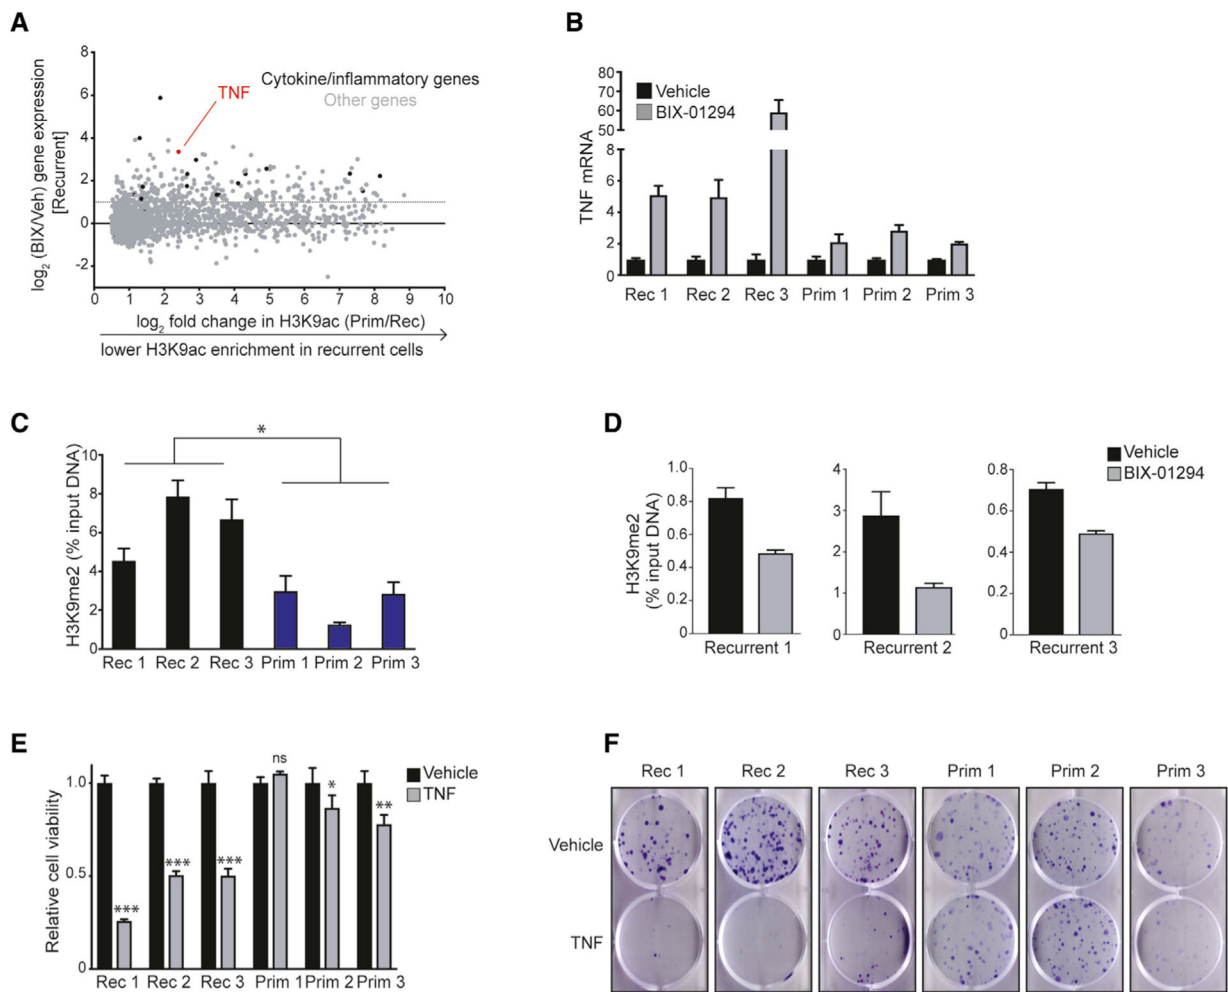 A
8
6
4
2
0
-2
log2 (BIX/Veh) gene expression
[Recurrent]
TNF
Cytokine/inflammatory genes
Other genes
0 1 2 3 4 5 6 7 8 9 10
log2 fold change in H3K9ac (Prim/Rec)
lower H3K9ac enrichment in recurrent cells
B
TNF mRNA
80
70
60
50
8
6
4
2
0
Vehicle
BIX-01294
Rec 1 Rec 2 Rec 3 Prim 1 Prim 2 Prim 3
C
H3K9me2 (% input DNA)
10
8
6
4
2
0
*
Rec 1 Rec 2 Rec 3 Prim 1 Prim 2 Prim 3
D
Vehicle
BIX-01294
H3K9me2
(% input DNA)
1.0
0.8
0.6
0.4
0.2
0
Recurrent 1
4
3
2
1
0
Recurrent 2
0.8
0.6
0.4
0.2
0
Recurrent 3
E
Relative cell viability
1.0
0.5
0
*** *** *** ns * **
Vehicle
TNF
Rec 1 Rec 2 Rec 3 Prim 1 Prim 2 Prim 3
F
Rec 1 Rec 2 Rec 3 Prim 1 Prim 2 Prim 3
Vehicle
TNF